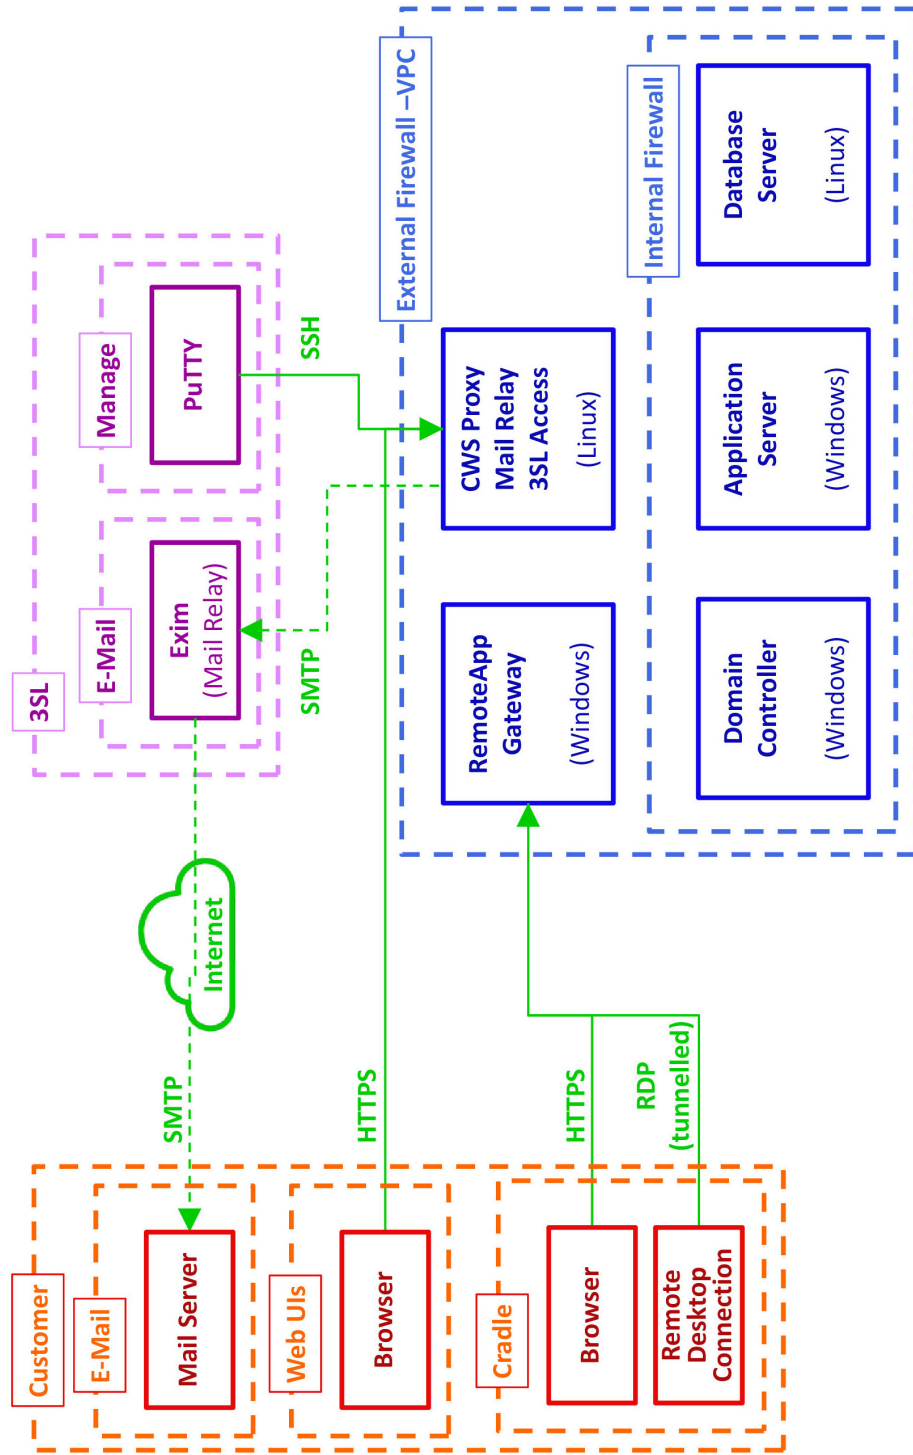 Customer
E-Mail
Mail Server
Web UIs
Browser
Cradle
Browser
Remote
Desktop
Connection
SMTP
HTTPS
HTTPS
RDP
(tunnelled)
Internet
3SL
E-Mail
Exim
(Mail Relay)
Manage
PuTTY
SMTP
SSH
External Firewall –VPC
RemoteApp
Gateway
(Windows)
CWS Proxy
Mail Relay
3SL Access
(Linux)
Internal Firewall
Domain
Controller
(Windows)
Application
Server
(Windows)
Database
Server
(Linux)